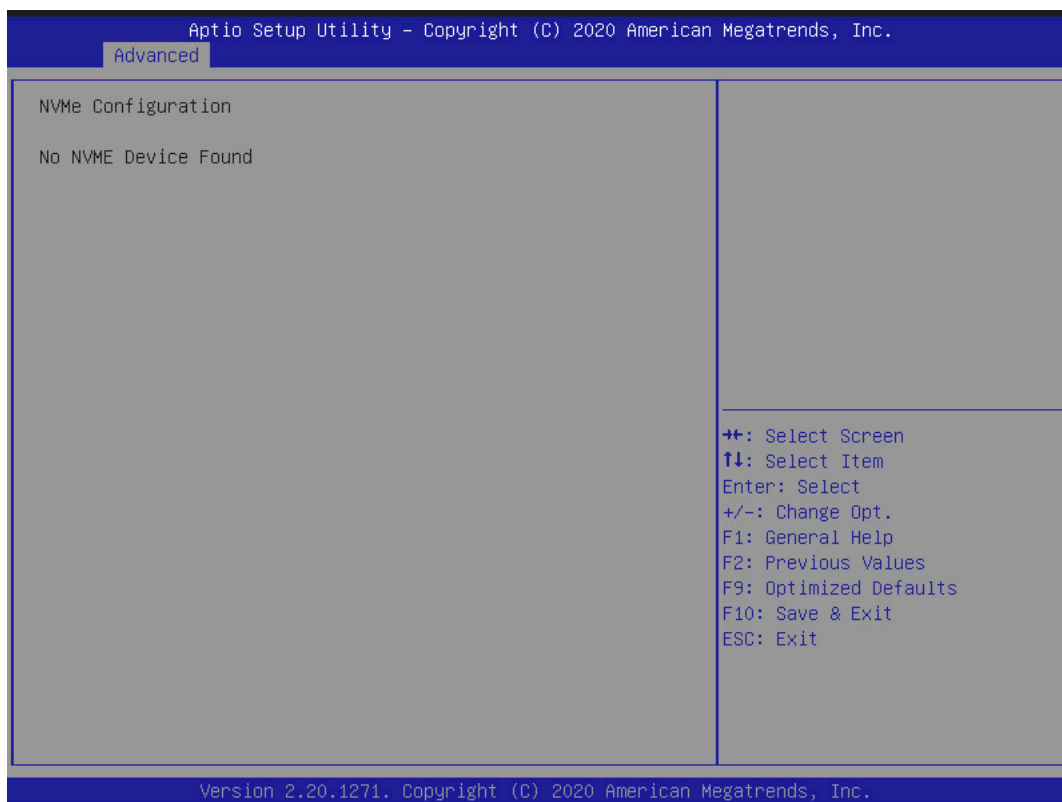 Aptio Setup Utility – Copyright (C) 2020 American Megatrends, Inc.
Advanced
NVMe Configuration
No NVME Device Found
→←: Select Screen
↑↓: Select Item
Enter: Select
+/-: Change Opt.
F1: General Help
F2: Previous Values
F9: Optimized Defaults
F10: Save & Exit
ESC: Exit
Version 2.20.1271. Copyright (C) 2020 American Megatrends, Inc.